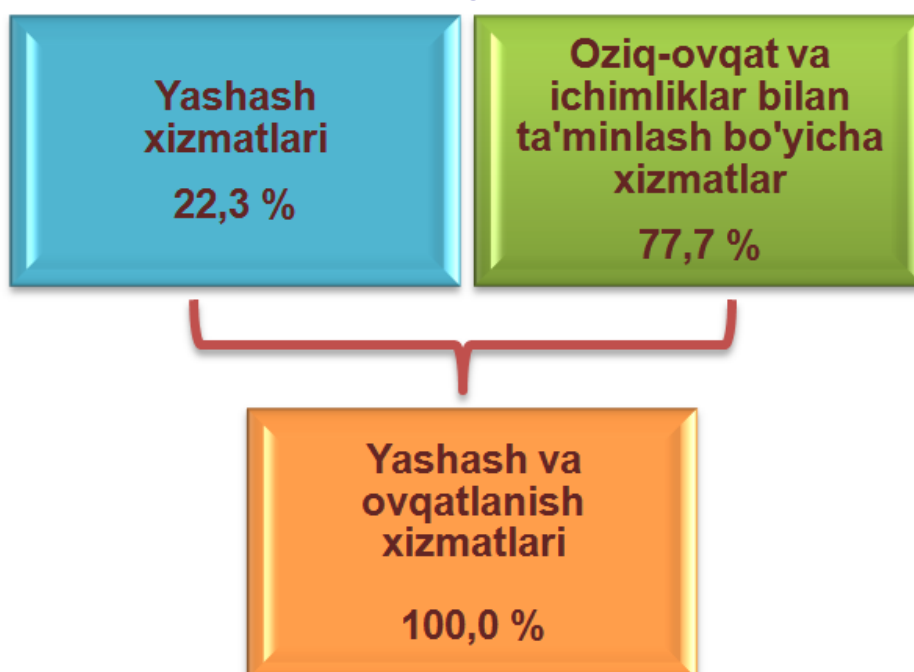 Yashash
xizmatlari
22,3 %
Oziq-ovqat va
ichimliklar bilan
ta'minlash bo'yicha
xizmatlar
77,7 %
Yashash va
ovqatlanish
xizmatlari
100,0 %